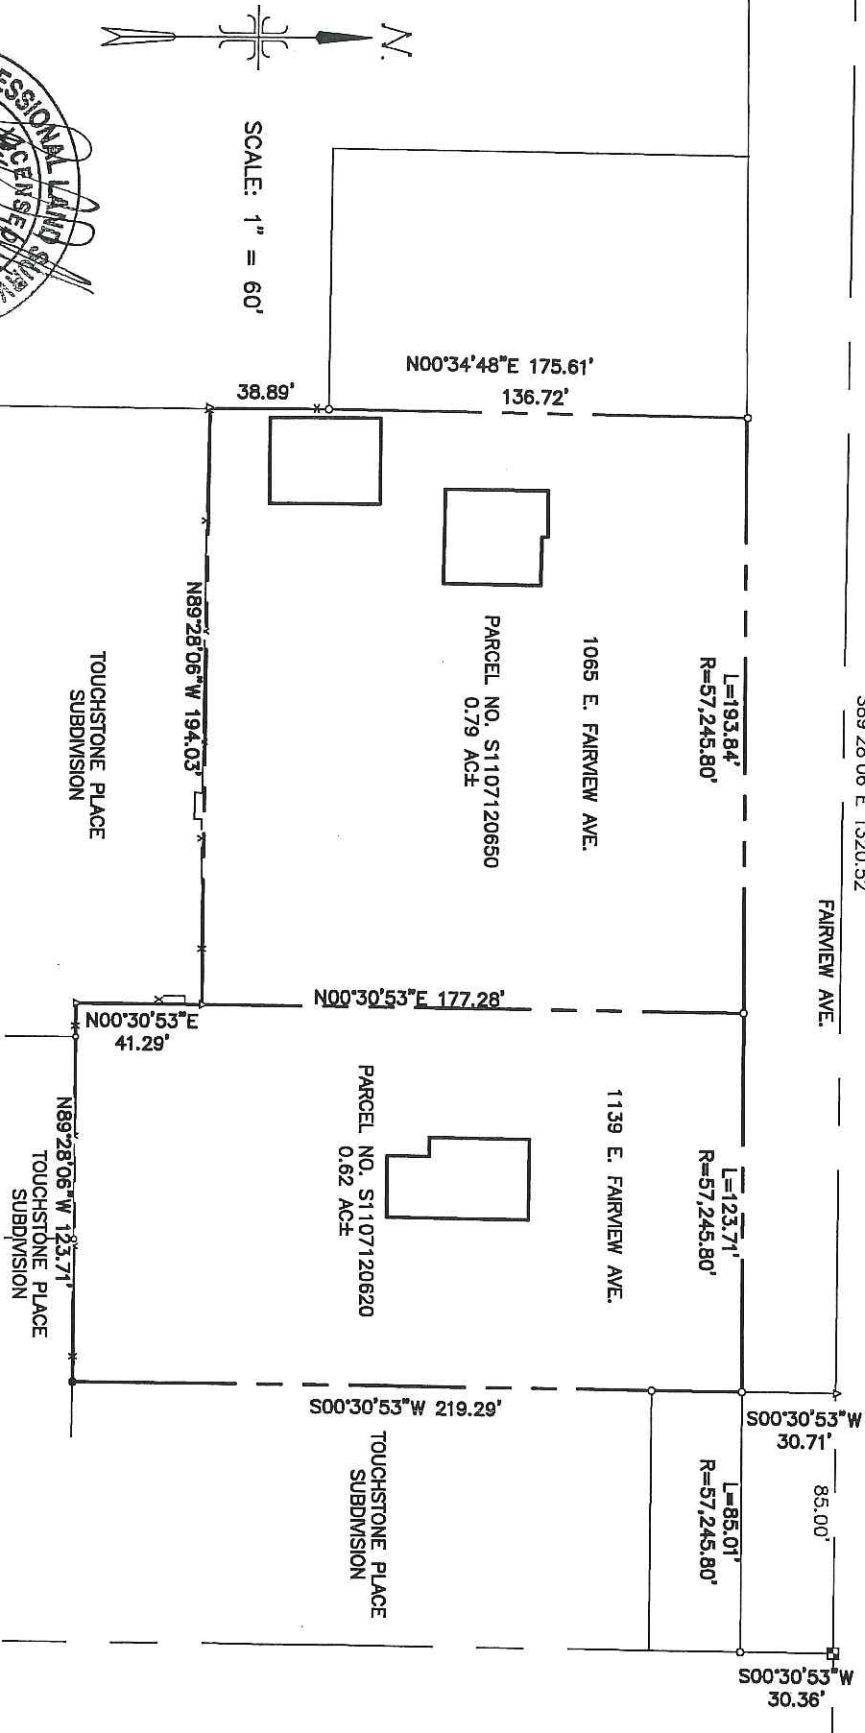 N.
SCALE: 1" = 60'
FAIRVIEW AVE.
N00°34'48"E 175.61'
136.72'
38.89'
L=193.84'
R=57,245.80'
1065 E. FAIRVIEW AVE.
PARCEL NO. S1107120650
0.79 AC±
N89°28'06"W 194.03'
TOUCHSTONE PLACE
SUBDIVISION
N00°30'53"E 177.28'
N00°30'53"E
41.29'
L=123.71'
R=57,245.80'
1139 E. FAIRVIEW AVE.
PARCEL NO. S1107120620
0.62 AC±
N89°28'06"W 123.71'
TOUCHSTONE PLACE
SUBDIVISION
S00°30'53"W 219.29'
TOUCHSTONE PLACE
SUBDIVISION
S00°30'53"W
30.71'
85.00'
L=85.01'
R=57,245.80'
S00°30'53"W
30.36'